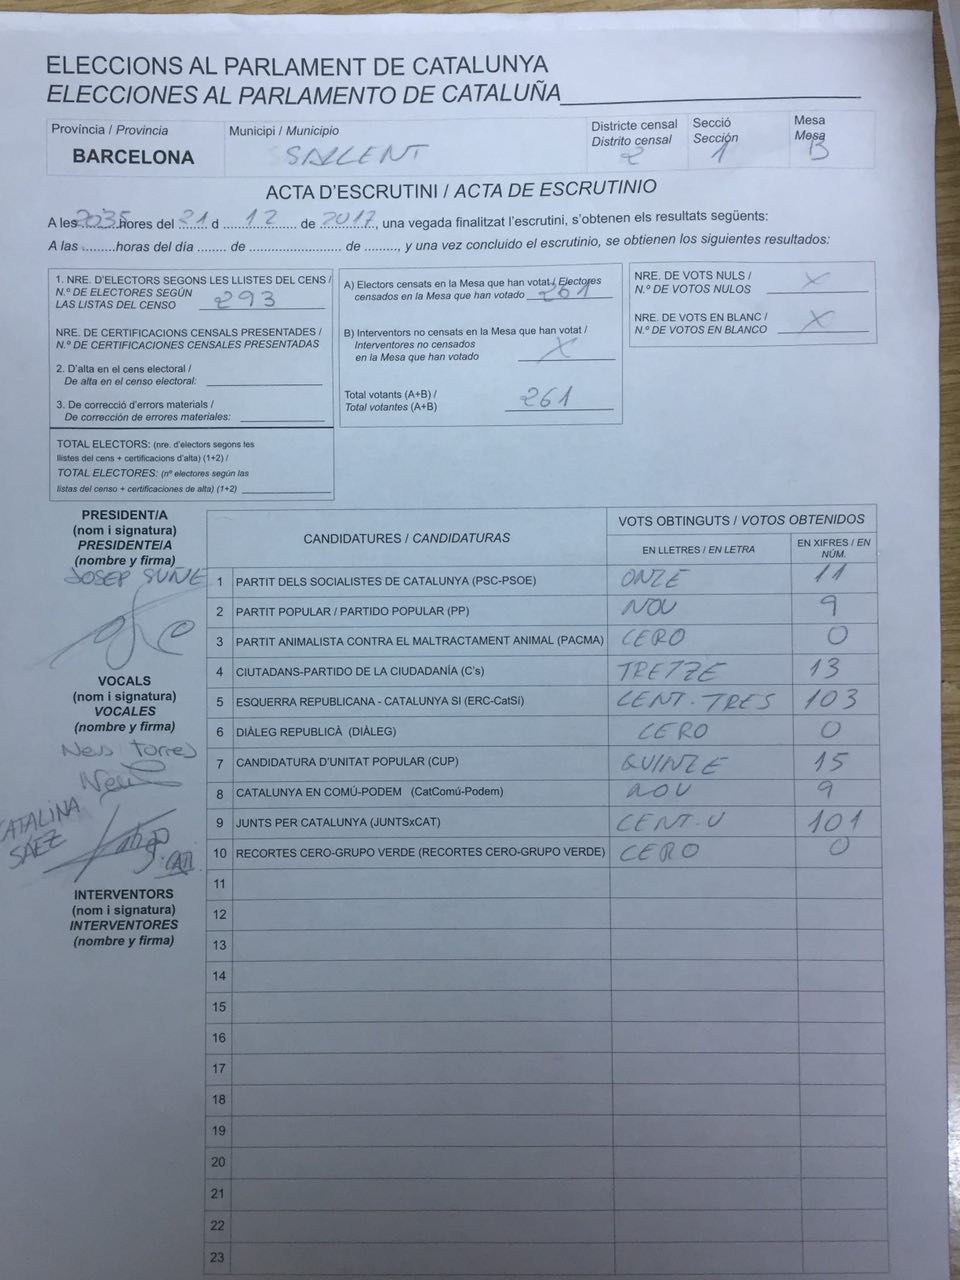 ELECCIONS AL PARLAMENT DE CATALUNYA
ELECCIONES AL PARLAMENTO DE CATALUÑA
Província / Provincia
BARCELONA
Municipi / Municipio
SALLENT
Districte censal
Distrito censal
2
Secció
Sección
1
Mesa
Mesa
B
ACTA D'ESCRUTINI / ACTA DE ESCRUTINIO
A les 2035 hores del 21 d 12 de 2017, una vegada finalitzat l'escrutini, s'obtenen els resultats següents:
A las ........horas del día ....... de ....................... de ........, y una vez concluido el escrutinio, se obtienen los siguientes resultados:
1. NRE. D'ELECTORS SEGONS LES LLISTES DEL CENS /
N.º DE ELECTORES SEGÚN
LAS LISTAS DEL CENSO 293
NRE. DE CERTIFICACIONS CENSALS PRESENTADES /
N.º DE CERTIFICACIONES CENSALES PRESENTADAS
2. D'alta en el cens electoral /
De alta en el censo electoral:
3. De correcció d'errors materials /
De corrección de errores materiales:
TOTAL ELECTORS: (nre. d'electors segons les
llistes del cens + certificacions d'alta) (1+2) /
TOTAL ELECTORES: (nº electores según las
listas del censo + certificaciones de alta) (1+2)
A) Electors censats en la Mesa que han votat / Electores
censados en la Mesa que han votado 261
B) Interventors no censats en la Mesa que han votat /
Interventores no censados
en la Mesa que han votado X
Total votants (A+B) /
Total votantes (A+B) 261
NRE. DE VOTS NULS /
N.º DE VOTOS NULOS X
NRE. DE VOTS EN BLANC /
N.º DE VOTOS EN BLANCO X
PRESIDENT/A
(nom i signatura)
PRESIDENTE/A
(nombre y firma)
JOSEP SUNE
VOCALS
(nom i signatura)
VOCALES
(nombre y firma)
Neus Torres
CATALINA
SAEZ
INTERVENTORS
(nom i signatura)
INTERVENTORES
(nombre y firma)
CANDIDATURES / CANDIDATURAS
VOTS OBTINGUTS / VOTOS OBTENIDOS
EN LLETRES / EN LETRA
EN XIFRES / EN NÚM.
1 PARTIT DELS SOCIALISTES DE CATALUNYA (PSC-PSOE) ONZE 11
2 PARTIT POPULAR / PARTIDO POPULAR (PP) NOU 9
3 PARTIT ANIMALISTA CONTRA EL MALTRACTAMENT ANIMAL (PACMA) CERO 0
4 CIUTADANS-PARTIDO DE LA CIUDADANÍA (C's) TRETZE 13
5 ESQUERRA REPUBLICANA - CATALUNYA SI (ERC-CatSí) CENT·TRES 103
6 DIÀLEG REPUBLICÀ (DIÀLEG) CERO 0
7 CANDIDATURA D'UNITAT POPULAR (CUP) QUINZE 15
8 CATALUNYA EN COMÚ-PODEM (CatComú-Podem) NOU 9
9 JUNTS PER CATALUNYA (JUNTSxCAT) CENT·U 101
10 RECORTES CERO-GRUPO VERDE (RECORTES CERO-GRUPO VERDE) CERO 0
11
12
13
14
15
16
17
18
19
20
21
22
23